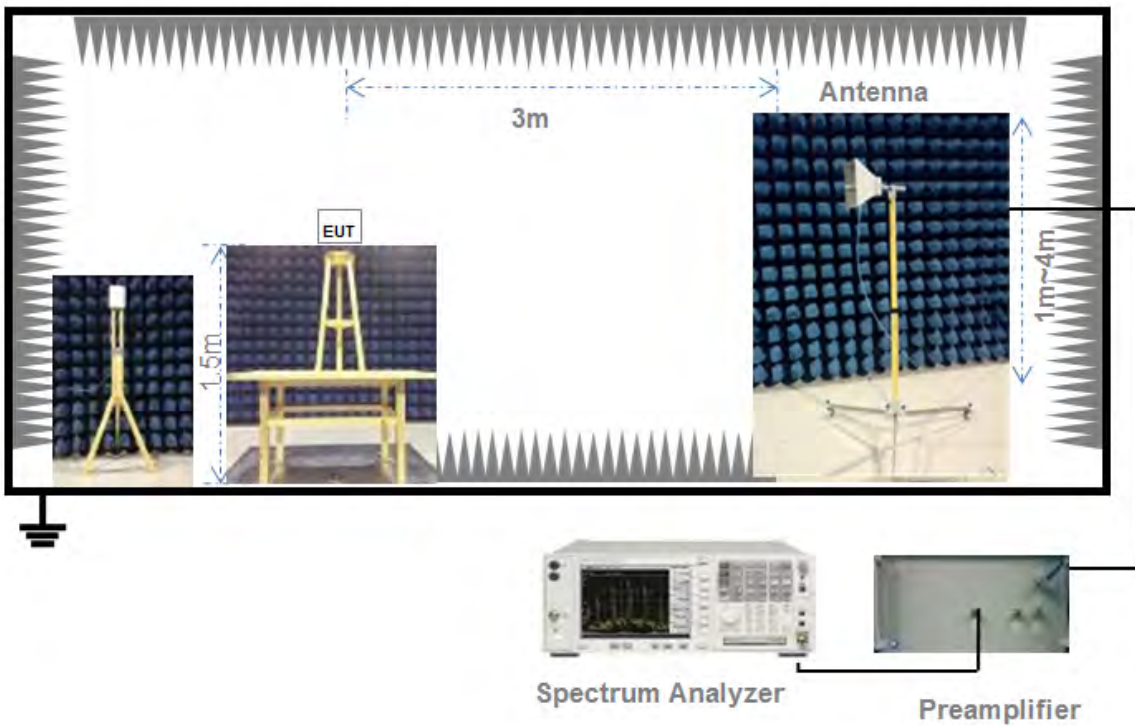 Antenna
3m
EUT
1.5m
1m~4m
Spectrum Analyzer
Preamplifier